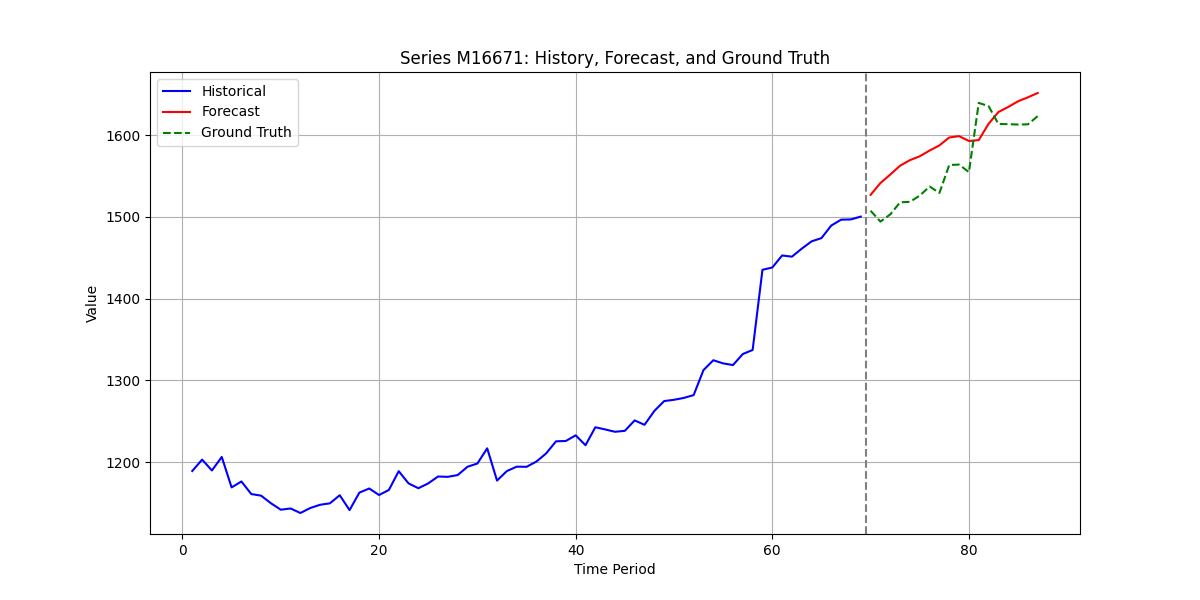 Series M16671: History, Forecast, and Ground Truth
Historical
Forecast
Ground Truth
Value
1600
1500
1400
1300
1200
0 20 40 60 80
Time Period